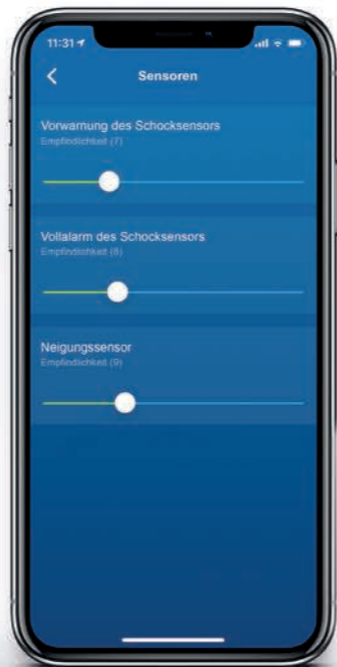 11:31
Sensoren
Vorwarnung des Schocksensors
Empfindlichkeit (7)
Vollalarm des Schocksensors
Empfindlichkeit (8)
Neigungssensor
Empfindlichkeit (9)